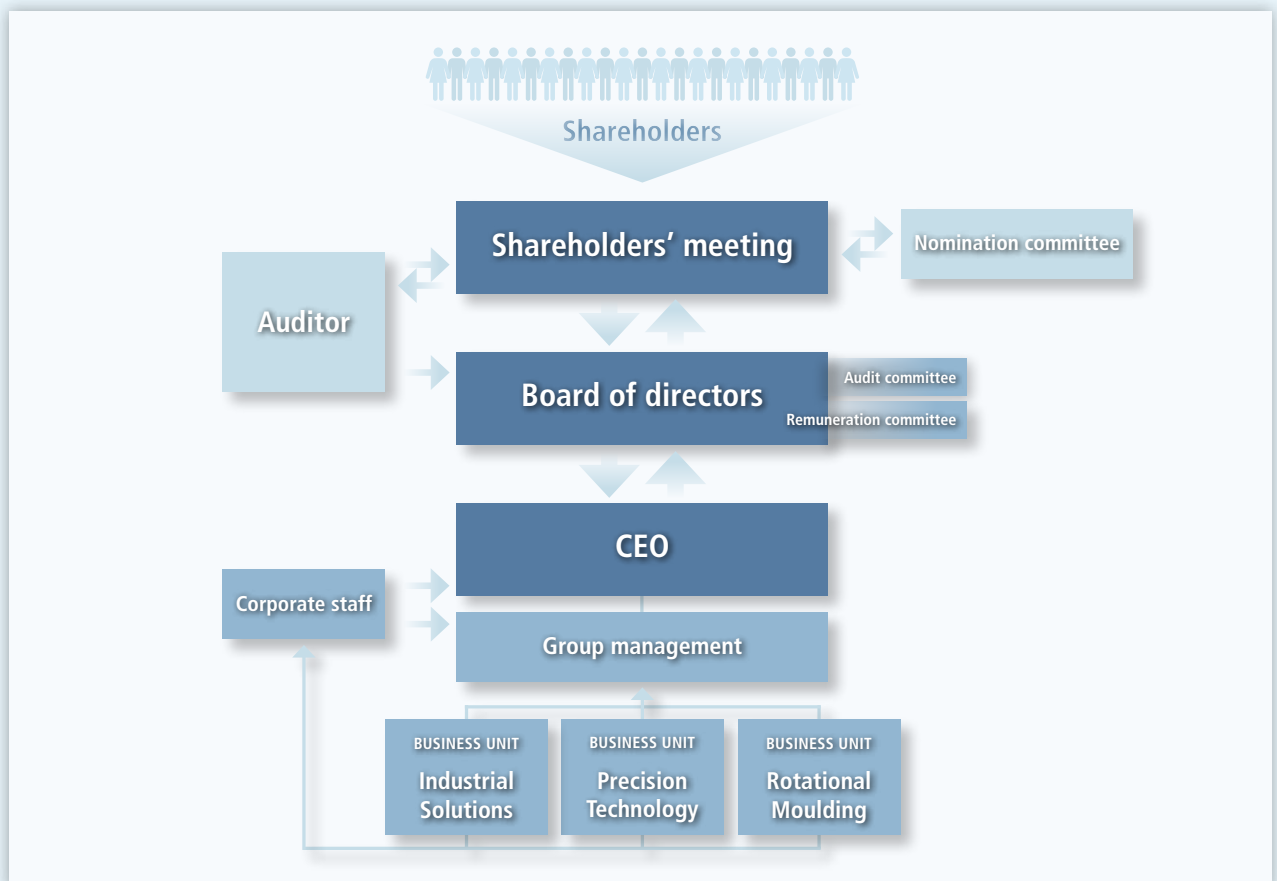 Shareholders
Shareholders’ meeting
Nomination committee
Auditor
Board of directors
Audit committee
Remuneration committee
CEO
Corporate staff
Group management
BUSINESS UNIT
Industrial
Solutions
BUSINESS UNIT
Precision
Technology
BUSINESS UNIT
Rotational
Moulding